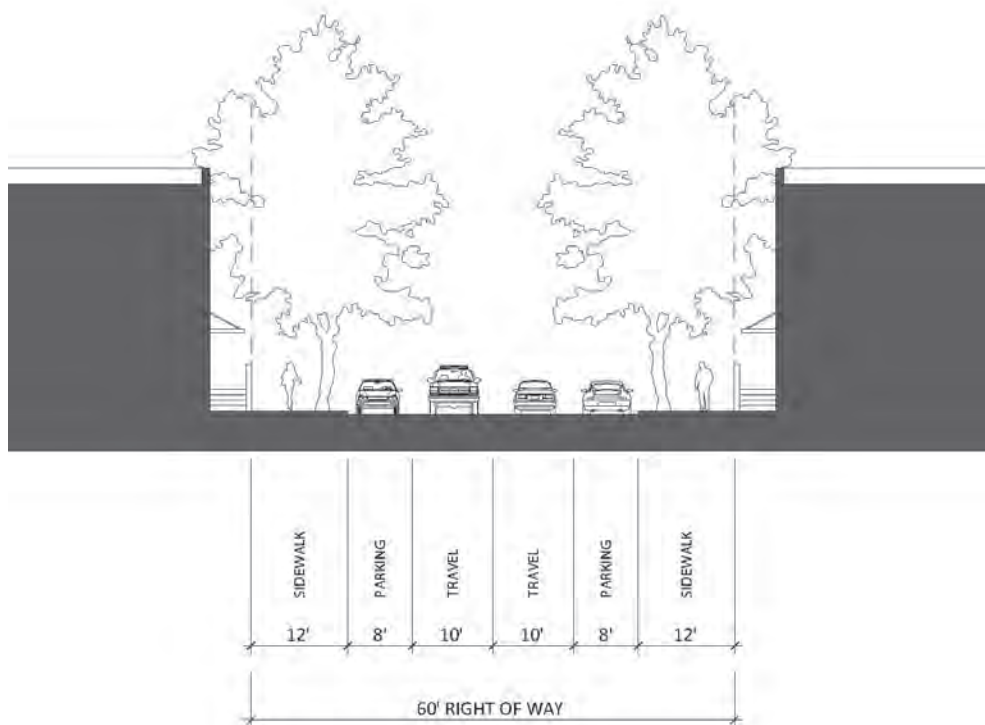 SIDEWALK
PARKING
TRAVEL
TRAVEL
PARKING
SIDEWALK
12' 8' 10' 10' 8' 12'
60' RIGHT OF WAY